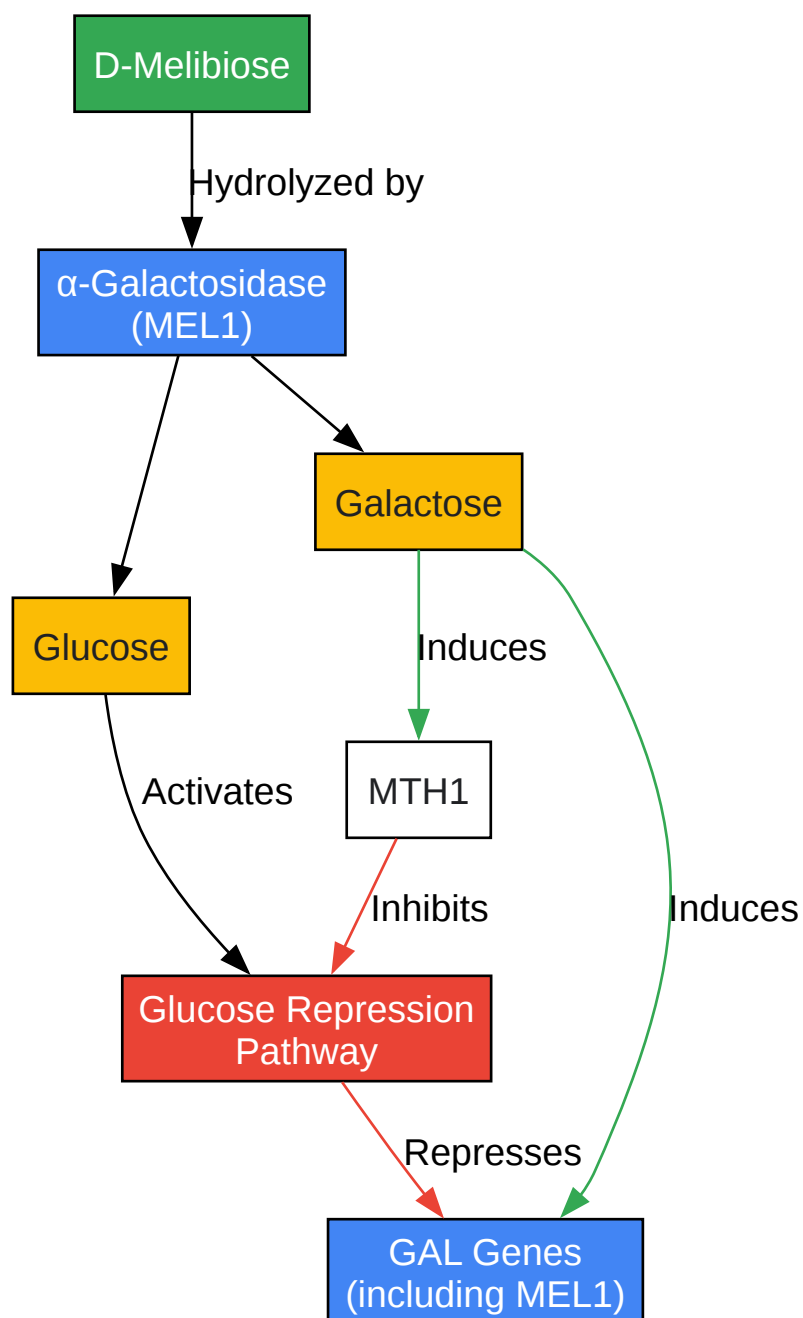 D-Melibiose
Hydrolyzed by
α-Galactosidase
(MEL1)
Galactose
Glucose
Induces
MTH1
Activates
Inhibits
Induces
Glucose Repression
Pathway
Represses
GAL Genes
(including MEL1)